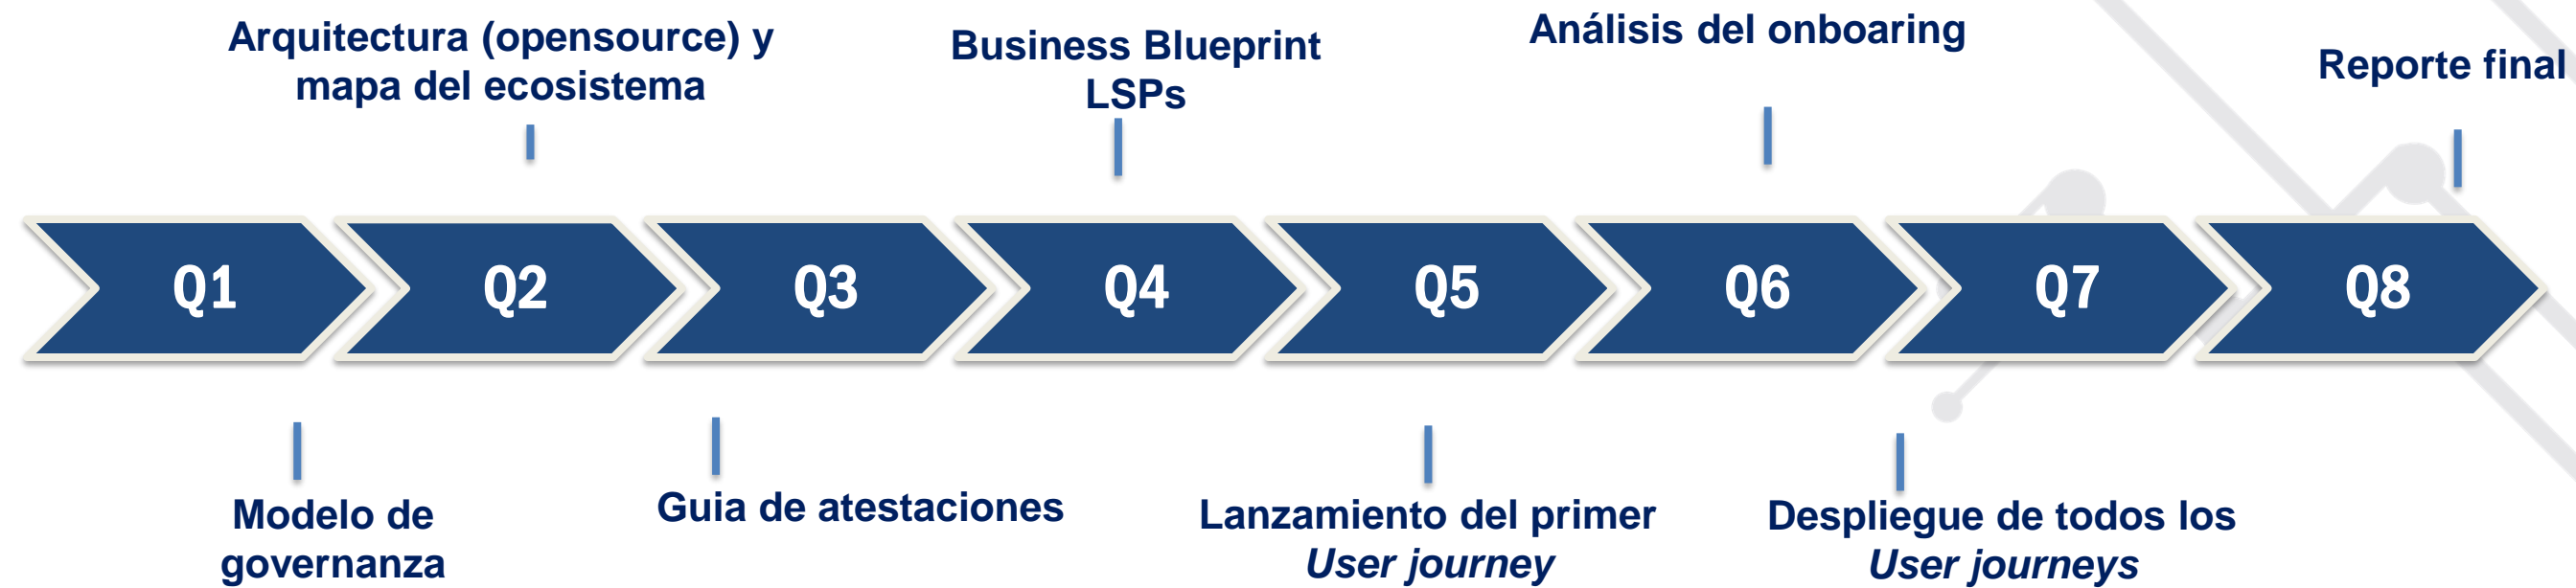 Arquitectura (opensource) y
mapa del ecosistema
Business Blueprint
LSPs
Análisis del onboaring
Reporte final
Q1
Q2
Q3
Q4
Q5
Q6
Q7
Q8
Modelo de
governanza
Guia de atestaciones
Lanzamiento del primer
User journey
Despliegue de todos los
User journeys